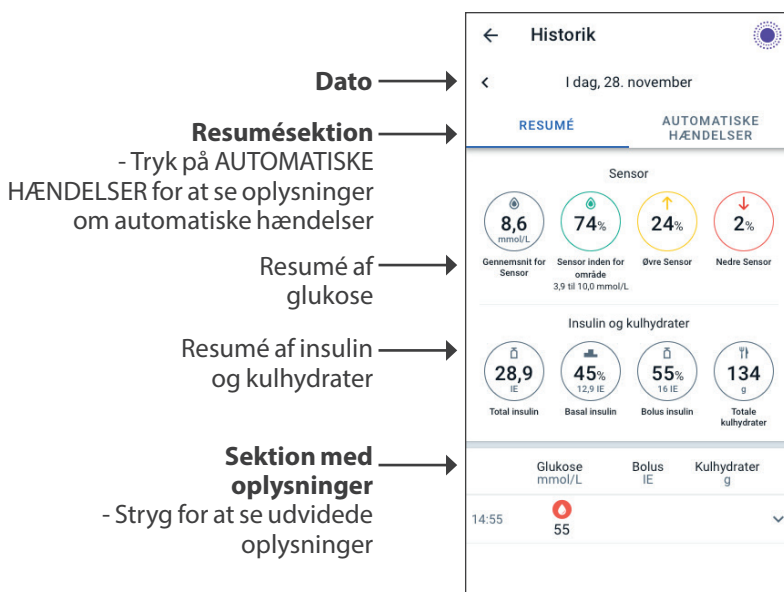 Dato
Resumésektion
- Tryk på AUTOMATISKE
HÆNDELSER for at se oplysninger
om automatiske hændelser
Resumé af
glukose
Resumé af insulin
og kulhydrater
Sektion med
oplysninger
- Stryg for at se udvidede
oplysninger
Historik
I dag, 28. november
RESUMÉ
AUTOMATISKE
HÆNDELSER
Sensor
8,6
mmol/L
74%
24%
2%
Gennemsnit for
Sensor
Sensor inden for
område
3,9 til 10,0 mmol/L
Øvre Sensor
Nedre Sensor
Insulin og kulhydrater
28,9
IE
45%
12,9 IE
55%
16 IE
134
g
Total insulin
Basal insulin
Bolus insulin
Totale
kulhydrater
Glukose
mmol/L
Bolus
IE
Kulhydrater
g
14:55
55